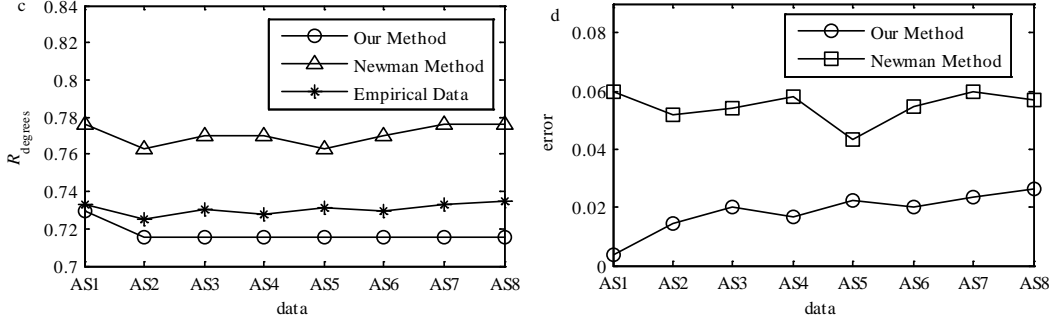 c
0.84
0.82
0.8
0.78
0.76
0.74
0.72
0.7
R degrees
Our Method
Newman Method
Empirical Data
AS1 AS2 AS3 AS4 AS5 AS6 AS7 AS8
data
d
0.08
0.06
0.04
0.02
0
error
Our Method
Newman Method
AS1 AS2 AS3 AS4 AS5 AS6 AS7 AS8
data